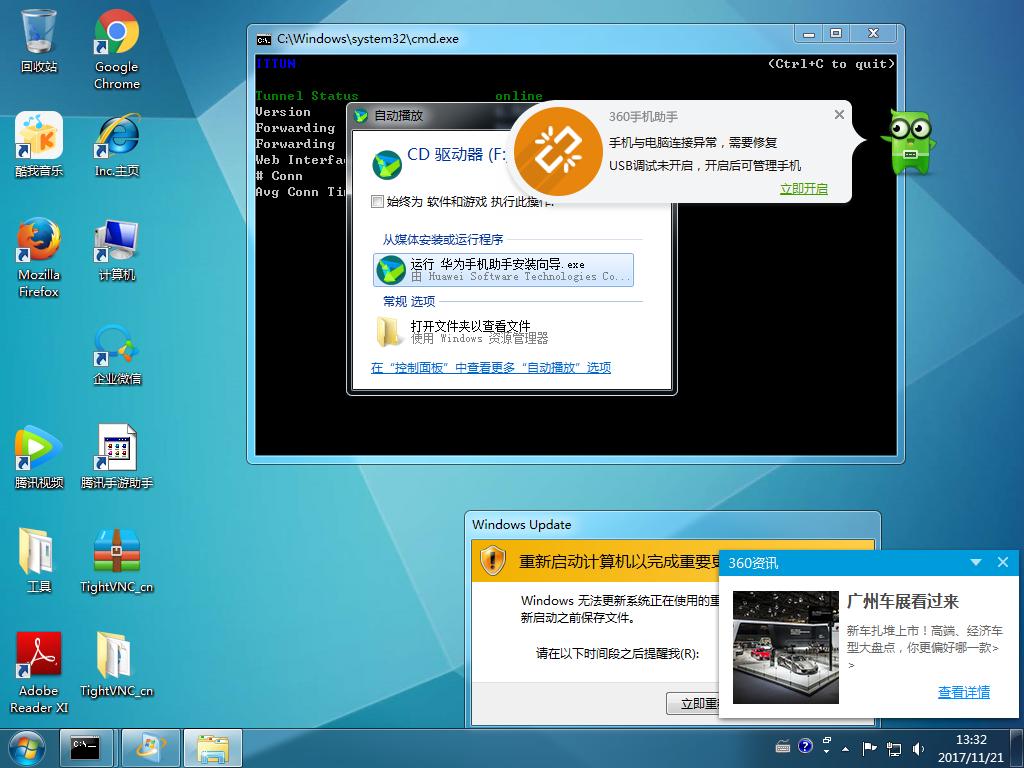 回收站
Google
Chrome
酷我音乐
Inc.主页
Mozilla
Firefox
计算机
企业微信
腾讯视频
腾讯手游助手
工具
TightVNC_cn
Adobe
Reader XI
TightVNC_cn
C:\Windows\system32\cmd.exe
ITTUN
(Ctrl+C to quit)
Tunnel Status online
Version
Forwarding
Forwarding
Web Interfa
# Conn
Avg Conn Ti
自动播放
CD 驱动器 (F:
始终为 软件和游戏 执行此操作:
从媒体安装或运行程序
运行 华为手机助手安装向导.exe
由 Huawei Software Technologies Co...
常规 选项
打开文件夹以查看文件
使用 Windows 资源管理器
在“控制面板”中查看更多“自动播放”选项
360手机助手
手机与电脑连接异常，需要修复
USB调试未开启，开启后可管理手机
立即开启
Windows Update
重新启动计算机以完成重要更
Windows 无法更新系统正在使用的重
新启动之前保存文件。
请在以下时间段之后提醒我(R):
立即重
360资讯
广州车展看过来
新车扎堆上市！高端、经济车
型大盘点，你更偏好哪一款>
>
查看详情
13:32
2017/11/21